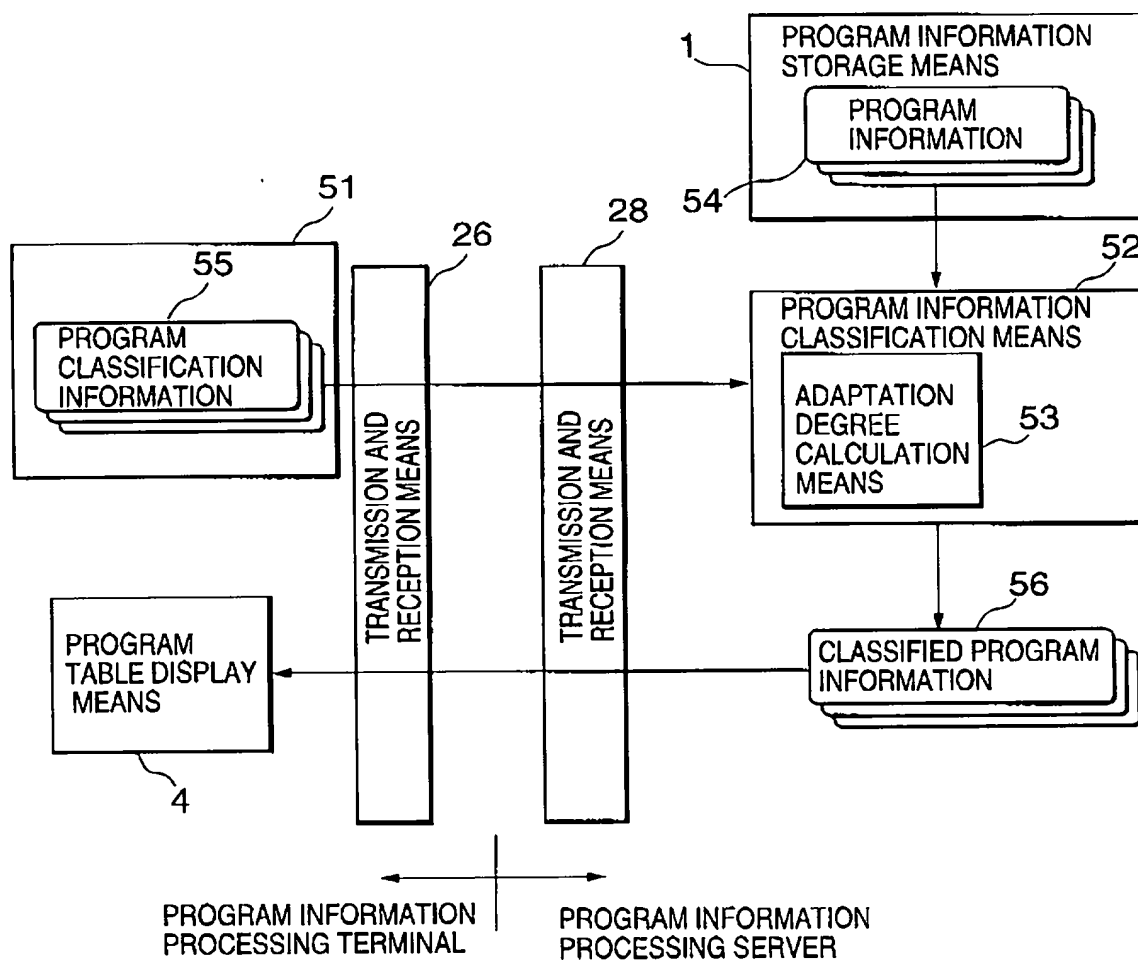 1
PROGRAM INFORMATION
STORAGE MEANS
PROGRAM
INFORMATION
54
51
26
28
52
55
PROGRAM
CLASSIFICATION
INFORMATION
PROGRAM INFORMATION
CLASSIFICATION MEANS
ADAPTATION
DEGREE
CALCULATION
MEANS
53
TRANSMISSION AND
RECEPTION MEANS
TRANSMISSION AND
RECEPTION MEANS
56
CLASSIFIED PROGRAM
INFORMATION
PROGRAM
TABLE DISPLAY
MEANS
4
PROGRAM INFORMATION
PROCESSING TERMINAL
PROGRAM INFORMATION
PROCESSING SERVER